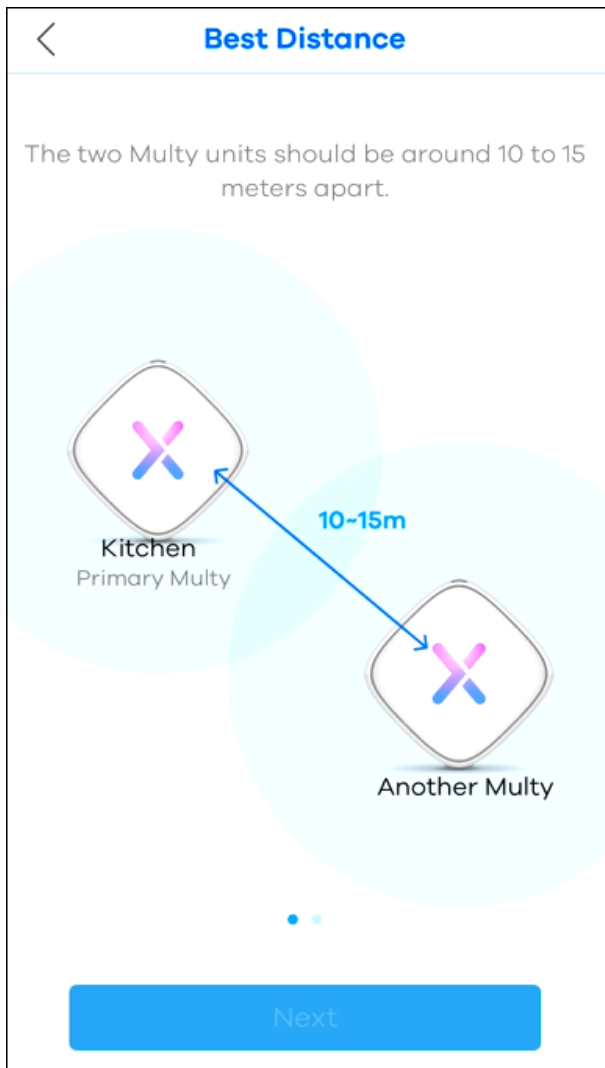 Best Distance
The two Multy units should be around 10 to 15
meters apart.
10~15m
Kitchen
Primary Multy
Another Multy
Next